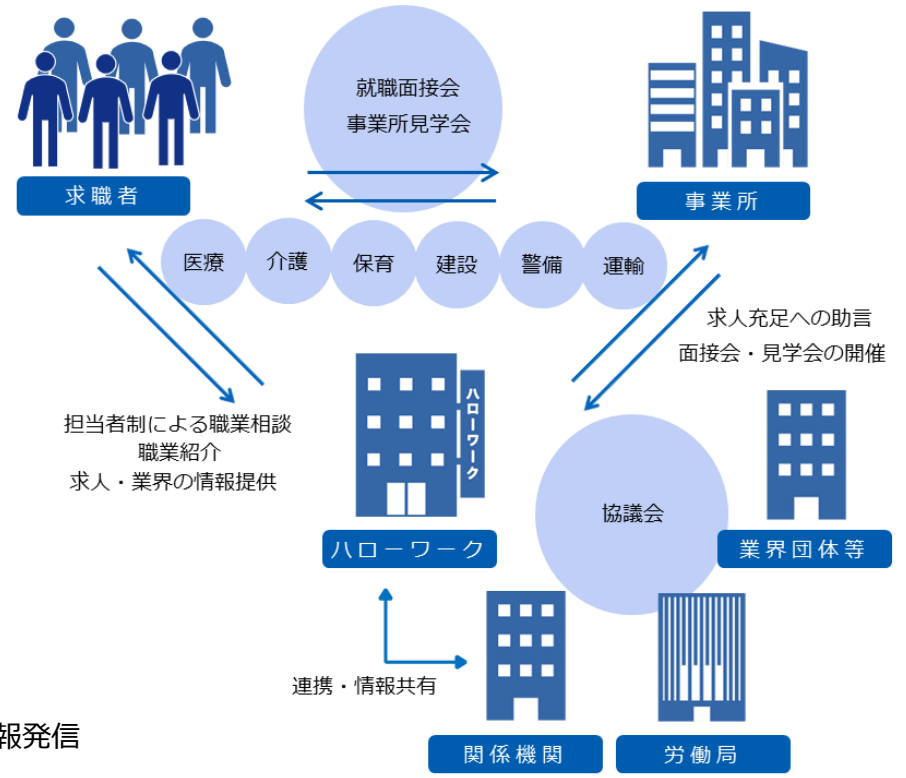 就職面接会
事業所見学会
求職者
事業所
医療
介護
保育
建設
警備
運輸
求人充足への助言
面接会・見学会の開催
担当者制による職業相談
職業紹介
求人・業界の情報提供
ハローワーク
ハローワーク
協議会
業界団体等
連携・情報共有
報発信
関係機関
労働局